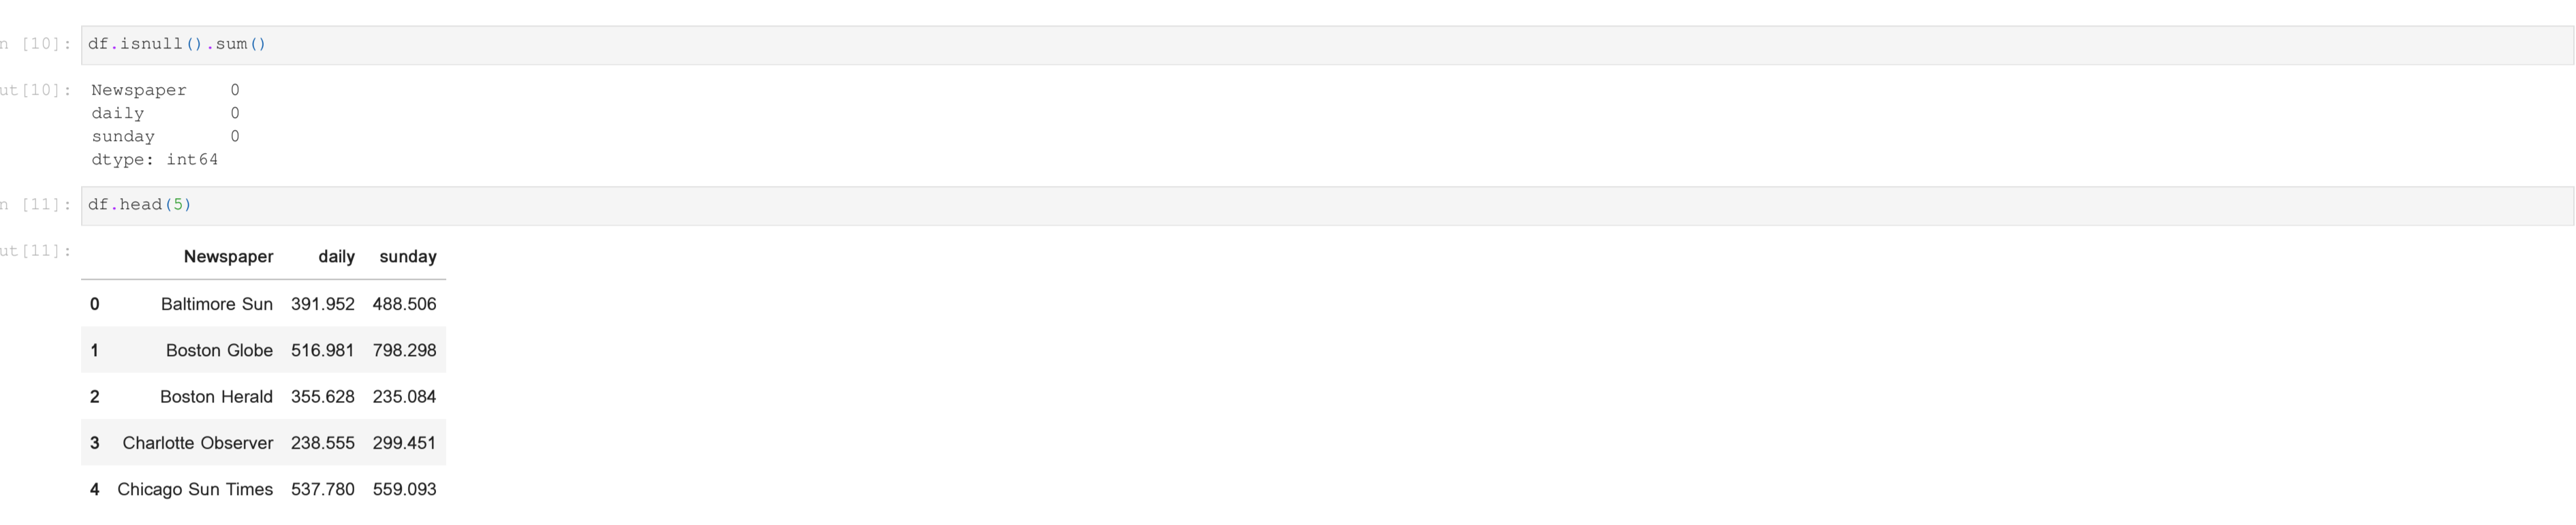 n [10]: df.isnull().sum()
ut[10]: Newspaper 0
daily 0
sunday 0
dtype: int64
n [11]: df.head(5)
ut[11]:
Newspaper daily sunday
0 Baltimore Sun 391.952 488.506
1 Boston Globe 516.981 798.298
2 Boston Herald 355.628 235.084
3 Charlotte Observer 238.555 299.451
4 Chicago Sun Times 537.780 559.093